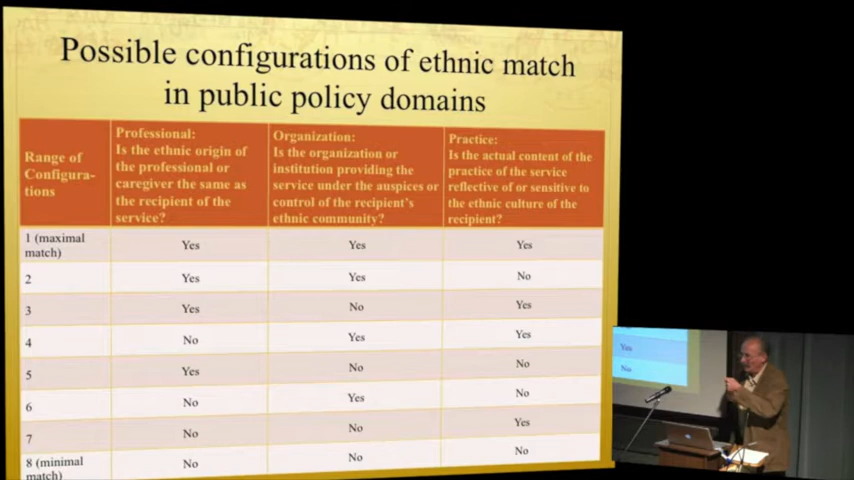 Possible configurations of ethnic match
in public policy domains
Range of
Configura-
tions
Professional:
Is the ethnic origin of
the professional or
caregiver the same as
the recipient of the
service?
Organization:
Is the organization or
institution providing the
service under the auspices or
control of the recipient's
ethnic community?
Practice:
Is the actual content of the
practice of the service
reflective of or sensitive to
the ethnic culture of the
recipient?
1 (maximal
match)
Yes
Yes
Yes
2
Yes
Yes
No
3
Yes
No
Yes
4
No
Yes
Yes
5
Yes
No
No
6
No
Yes
No
7
No
No
Yes
8 (minimal
match)
No
No
No
Yes
No